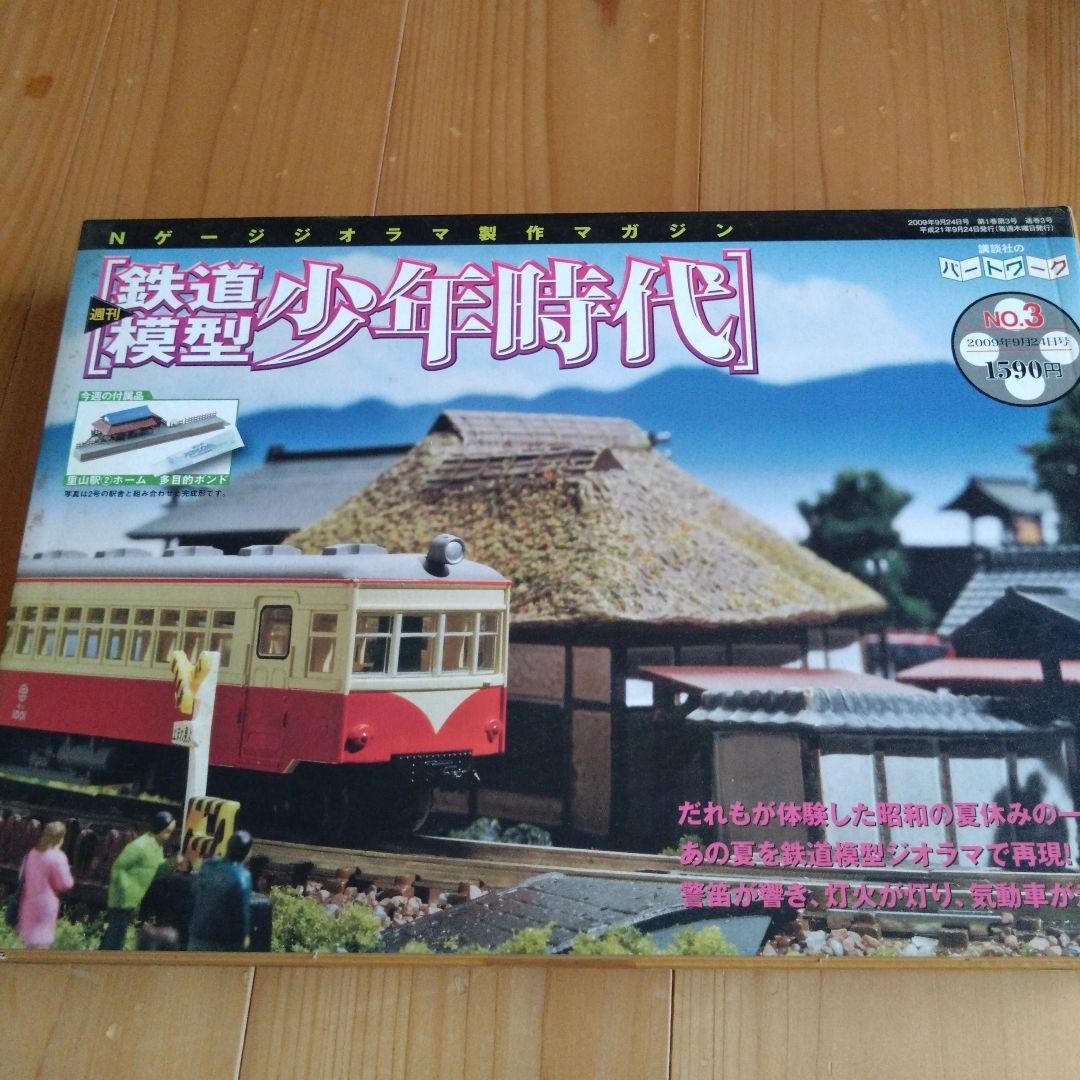 2009年9月24日号 第1巻第3号 通巻3号
平成21年9月24日発行(毎週木曜日発行)
Nゲージジオラマ製作マガジン
講談社の
パートワーク
週刊
鉄道模型
少年時代
NO.3
2009年9月24日号
1590円
今週の付属品
里山駅②ホーム 多目的ボンド
写真は2号の駅舎と組み合わせた完成形です。
1001
だれもが体験した昭和の夏休みの一
あの夏を鉄道模型ジオラマで再現!
警笛が響き、灯火が灯り、気動車が